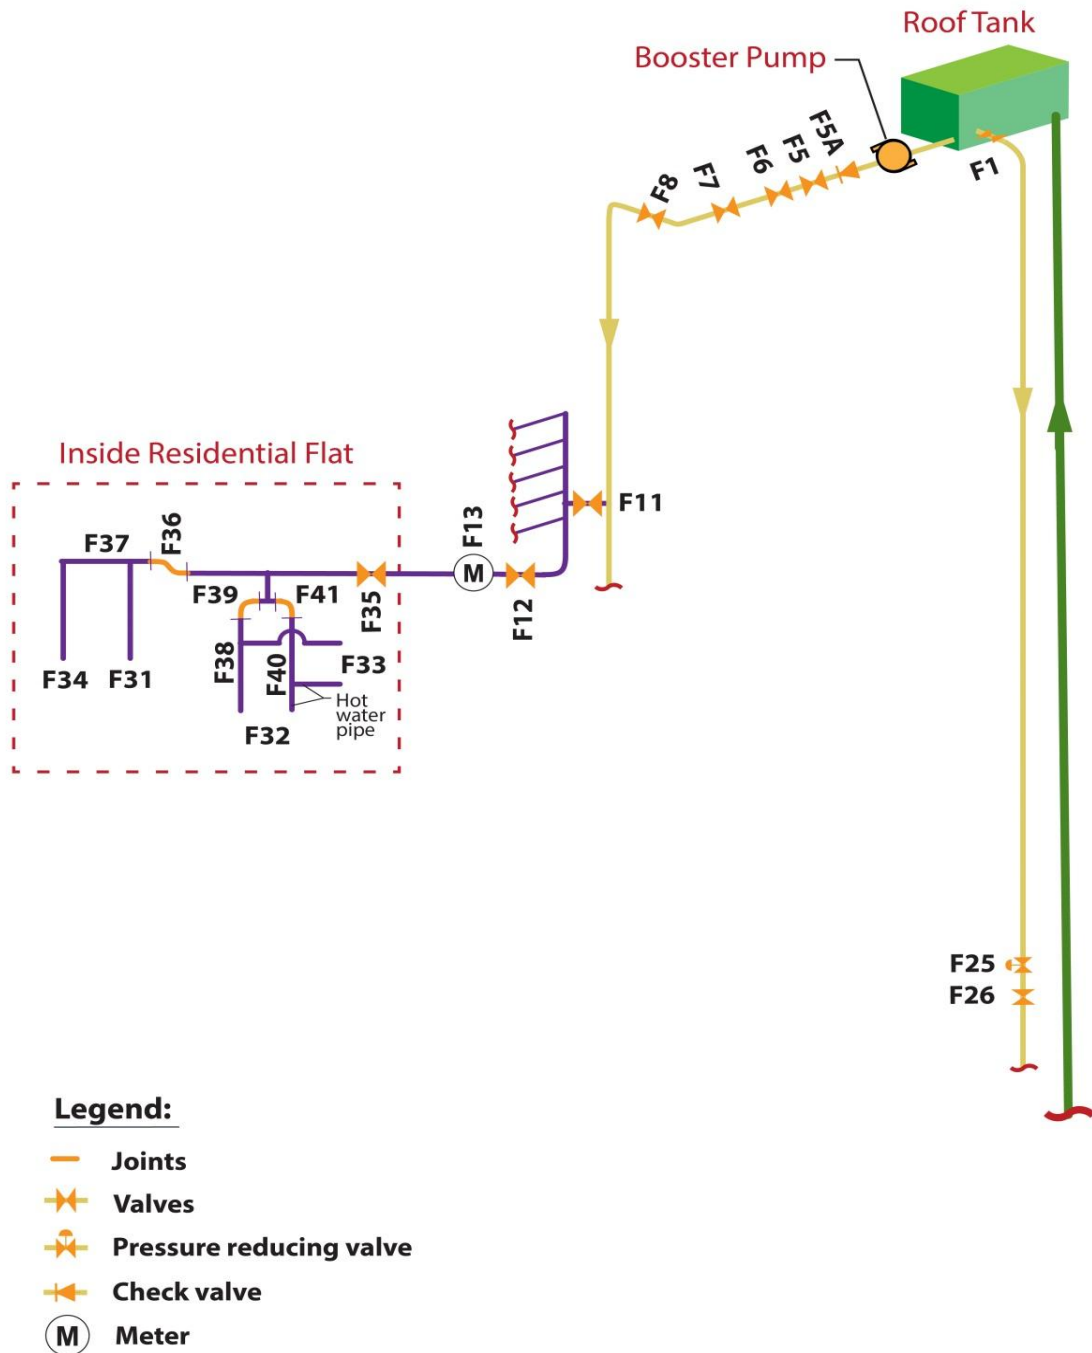 Roof Tank
Booster Pump
F5A
F5
F6
F7
F8
F1
F11
Inside Residential Flat
F13
M
F12
F37
F36
F39
F41
F35
F34
F31
F38
F40
F33
F32
Hot
water
pipe
F25
F26
Legend:
Joints
Valves
Pressure reducing valve
Check valve
M Meter